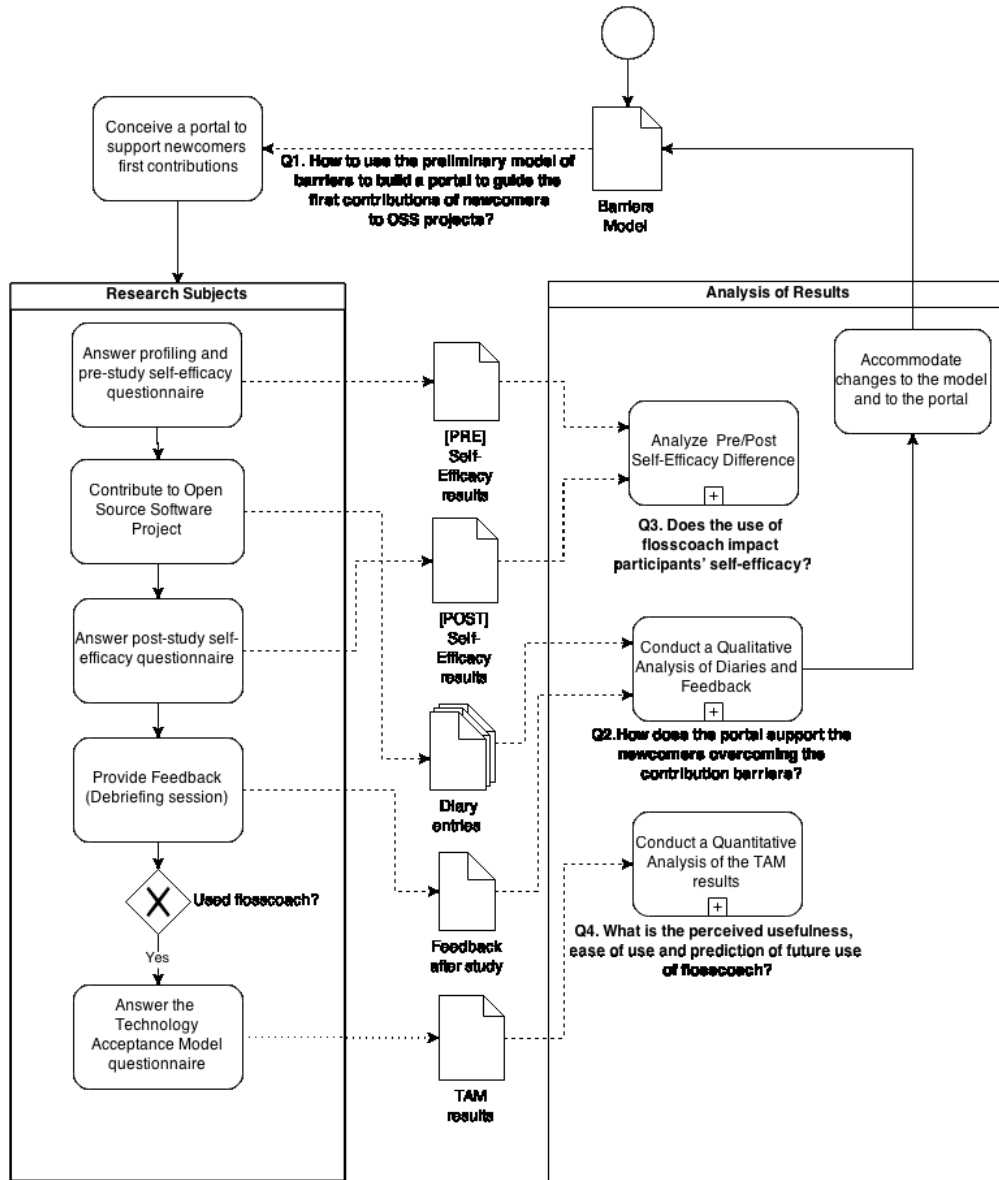 Conceive a portal to
support newcomers
first contributions
Q1. How to use the preliminary model of
barriers to build a portal to guide the
first contributions of newcomers
to OSS projects?
Barriers
Model
Research Subjects
Answer profiling and
pre-study self-efficacy
questionnaire
Contribute to Open
Source Software
Project
Answer post-study self-
efficacy questionnaire
Provide Feedback
(Debriefing session)
Used flosscoach?
Yes
Answer the
Technology
Acceptance Model
questionnaire
[PRE]
Self-
Efficacy
results
[POST]
Self-
Efficacy
results
Diary
entries
Feedback
after study
TAM
results
Analysis of Results
Accommodate
changes to the model
and to the portal
Analyze Pre/Post
Self-Efficacy Difference
Q3. Does the use of
flosscoach impact
participants' self-efficacy?
Conduct a Qualitative
Analysis of Diaries and
Feedback
Q2.How does the portal support the
newcomers overcoming the
contribution barriers?
Conduct a Quantitative
Analysis of the TAM
results
Q4. What is the perceived usefulness,
ease of use and prediction of future use
of flosscoach?